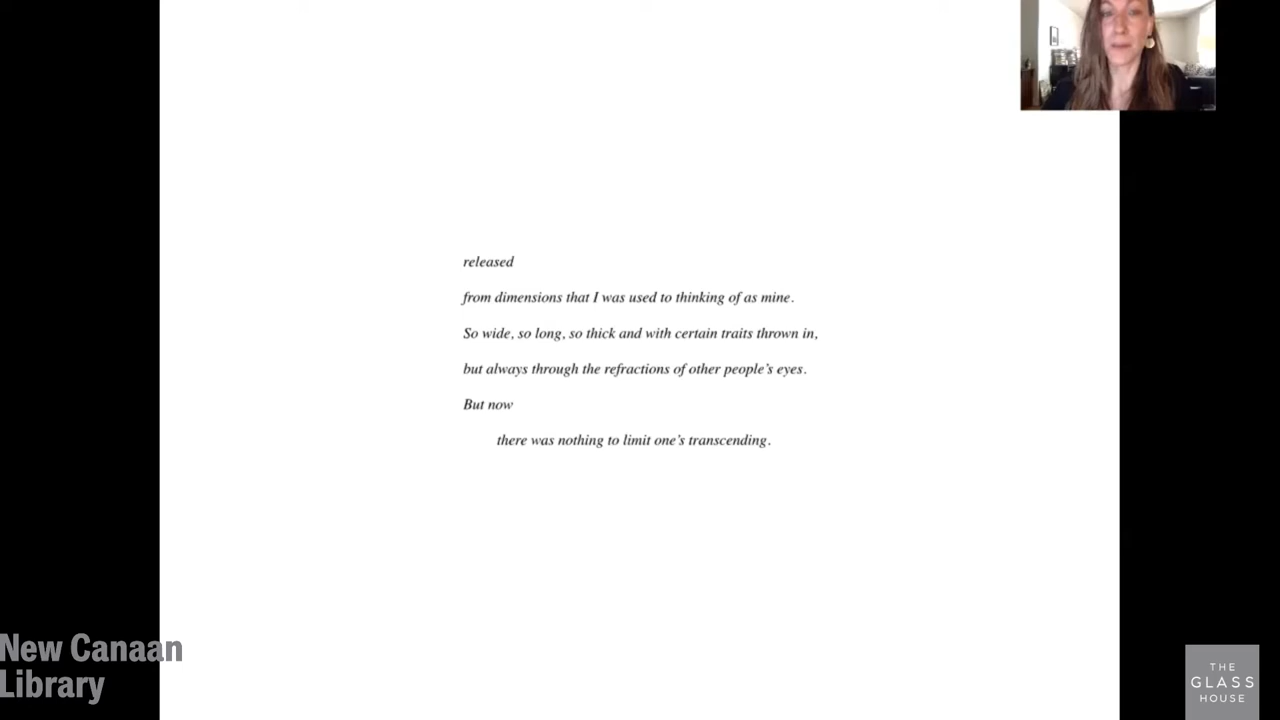 released
from dimensions that I was used to thinking of as mine.
So wide, so long, so thick and with certain traits thrown in,
but always through the refractions of other people's eyes.
But now
there was nothing to limit one's transcending.
New Canaan
Library
THE
GLASS
HOUSE